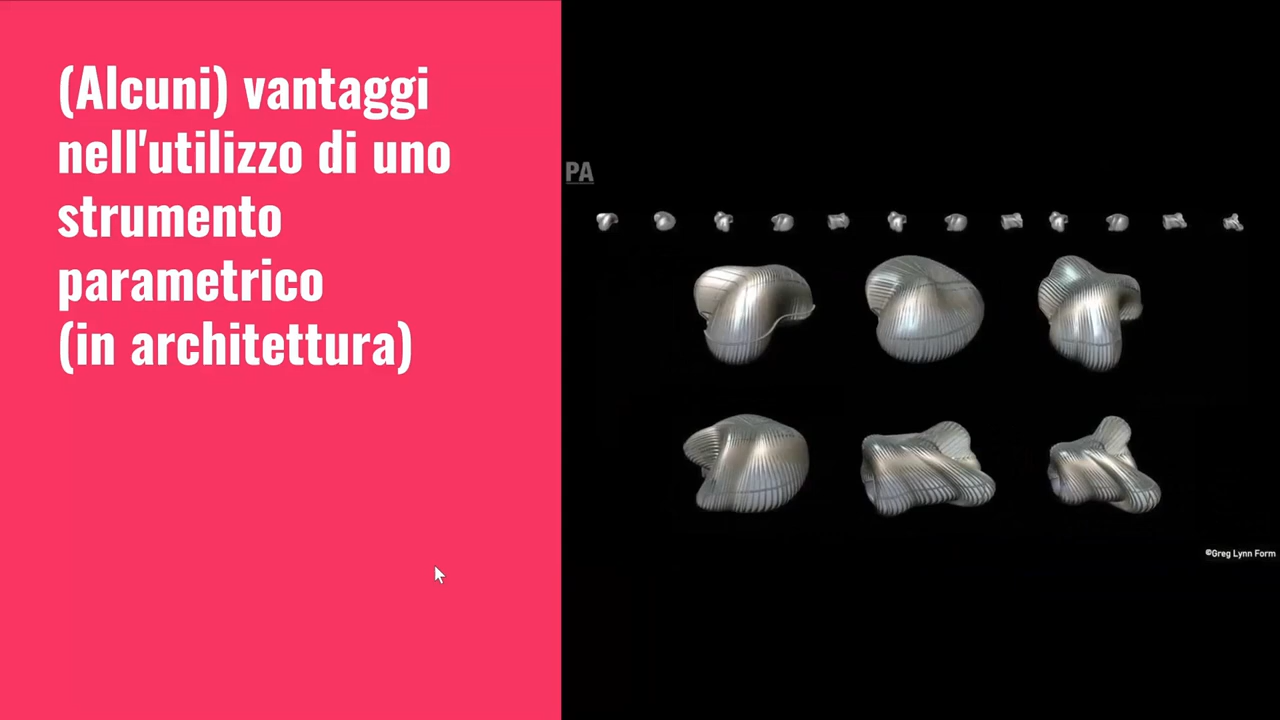 (Alcuni) vantaggi
nell'utilizzo di uno
strumento
parametrico
(in architettura)
PA
©Greg Lynn Form